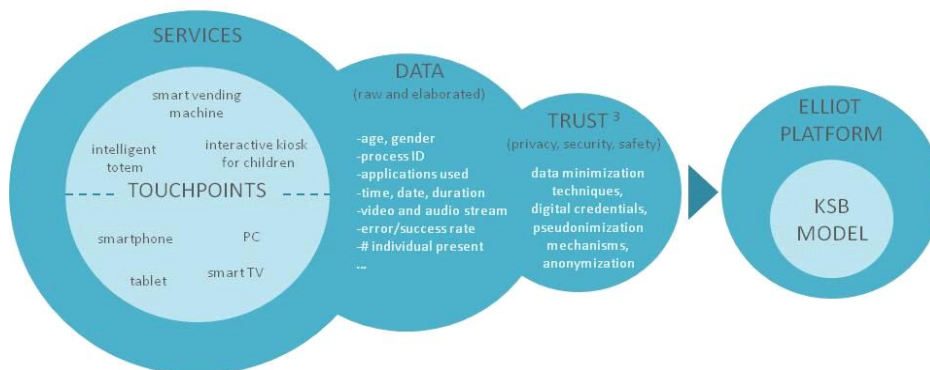 SERVICES
smart vending
machine
intelligent
totem
interactive kiosk
for children
TOUCHPOINTS
smartphone
PC
tablet
smart TV
DATA
(raw and elaborated)
-age, gender
-process ID
-applications used
-time, date, duration
-video and audio stream
-error/success rate
-# individual present
...
TRUST ³
(privacy, security, safety)
data minimization
techniques,
digital credentials,
pseudonimization
mechanisms,
anonymization
ELLIOT
PLATFORM
KSB
MODEL